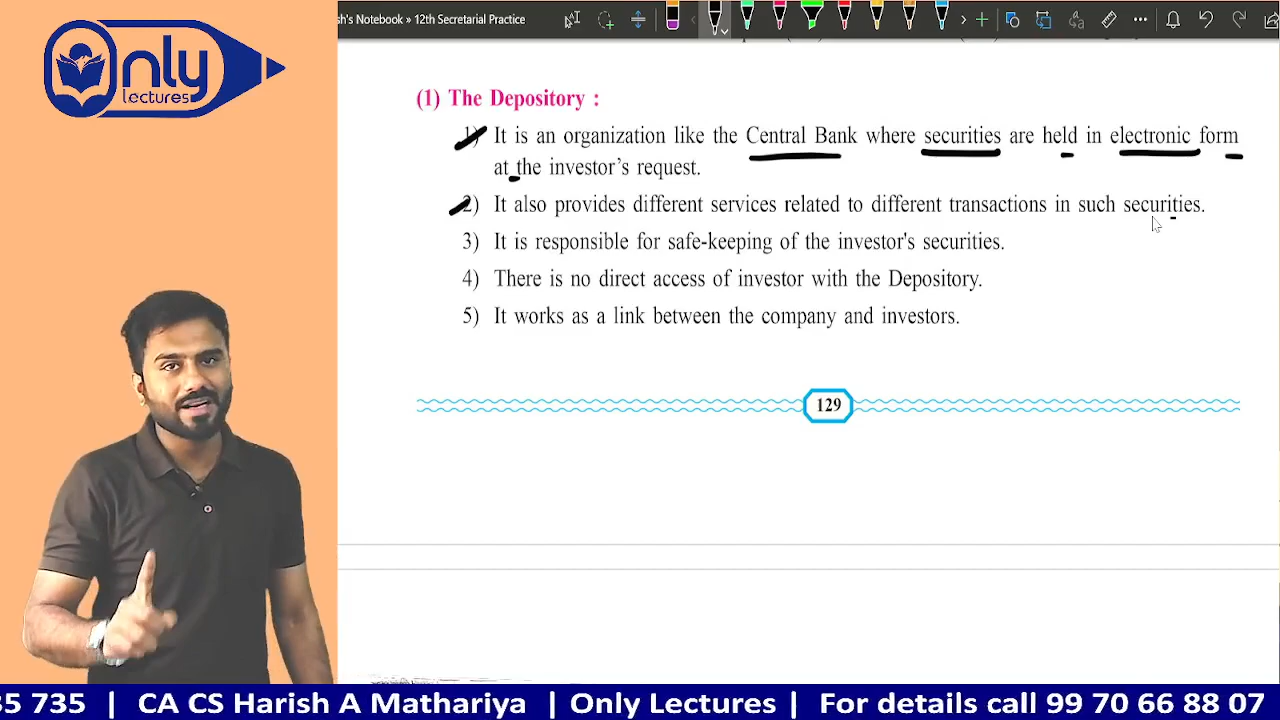 Only
lectures
sh's Notebook » 12th Secretarial Practice
(1) The Depository :
1) It is an organization like the Central Bank where securities are held in electronic form
at the investor's request.
2) It also provides different services related to different transactions in such securities.
3) It is responsible for safe-keeping of the investor's securities.
4) There is no direct access of investor with the Depository.
5) It works as a link between the company and investors.
129
35 735 | CA CS Harish A Mathariya | Only Lectures | For details call 99 70 66 88 07